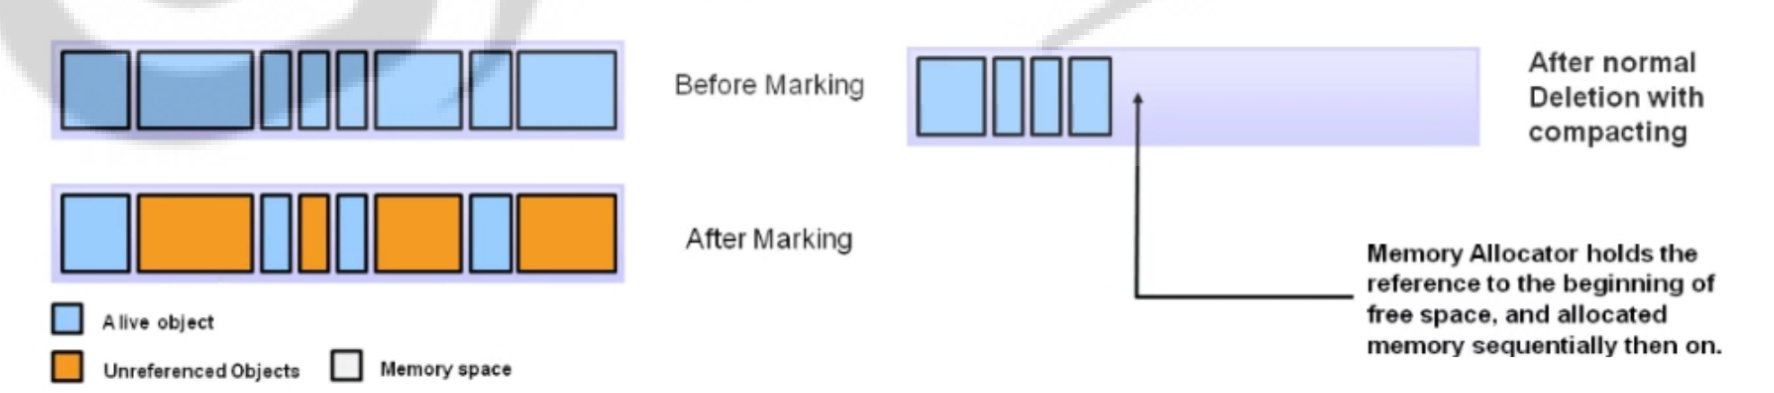 Before Marking
After Marking
A live object
Unreferenced Objects
Memory space
After normal
Deletion with
compacting
Memory Allocator holds the
reference to the beginning of
free space, and allocated
memory sequentially then on.